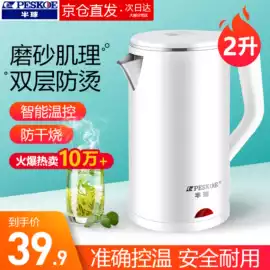 PESKOE
半球
京仓直发
次日达
磨砂肌理
双层防烫
2升
智能温控
防干烧
火爆热卖10万+
PESKOE
半球
到手价
39.9
准确控温 安全耐用